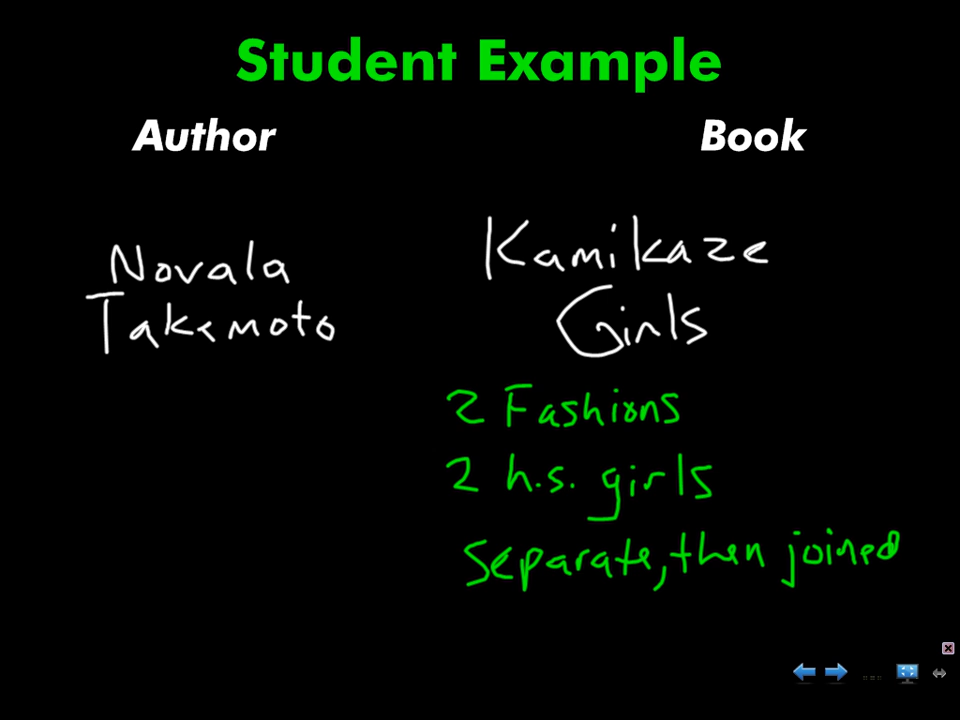 Student Example
Author
Book
Novala
Takemoto
Kamikaze
Girls
2 Fashions
2 h.s. girls
separate, then joined